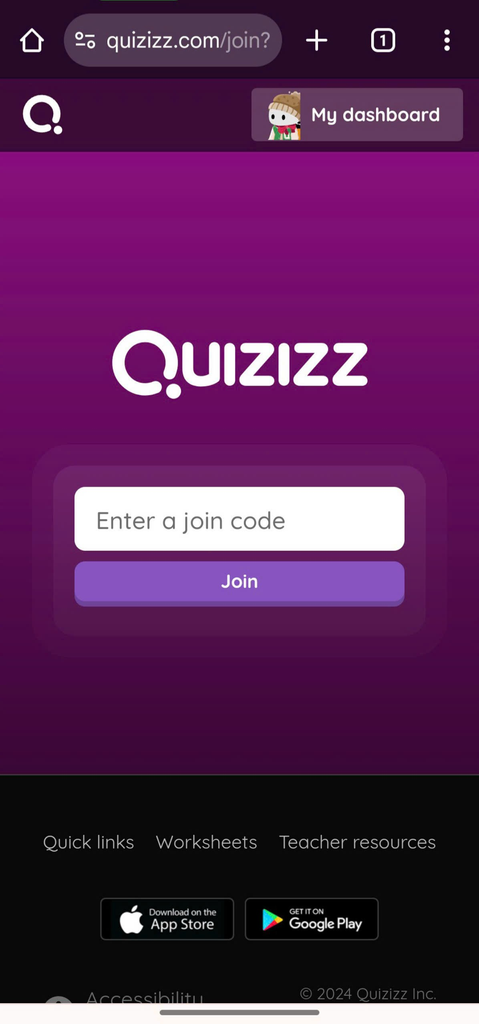 quizizz.com/join?
1
My dashboard
Quizizz
Enter a join code
Join
Quick links Worksheets Teacher resources
Download on the
App Store
GET IT ON
Google Play
Accessibility
© 2024 Quizizz Inc.